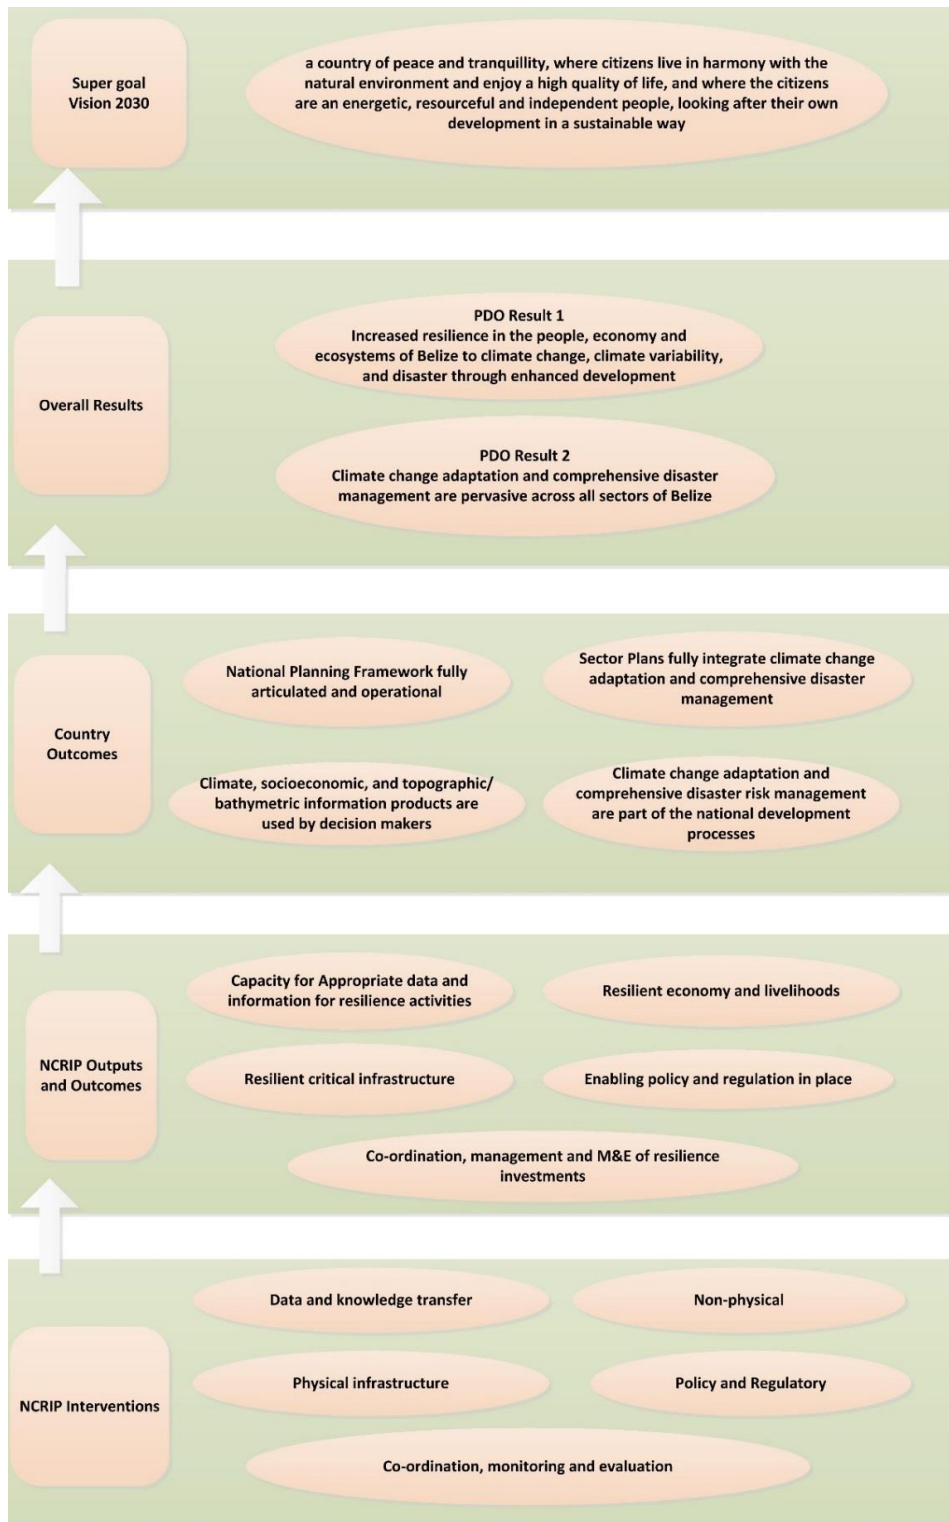 Super goal
Vision 2030
a country of peace and tranquillity, where citizens live in harmony with the
natural environment and enjoy a high quality of life, and where the citizens
are an energetic, resourceful and independent people, looking after their own
development in a sustainable way
Overall Results
PDO Result 1
Increased resilience in the people, economy and
ecosystems of Belize to climate change, climate variability,
and disaster through enhanced development
PDO Result 2
Climate change adaptation and comprehensive disaster
management are pervasive across all sectors of Belize
Country
Outcomes
National Planning Framework fully
articulated and operational
Sector Plans fully integrate climate change
adaptation and comprehensive disaster
management
Climate, socioeconomic, and topographic/
bathymetric information products are
used by decision makers
Climate change adaptation and
comprehensive disaster risk management
are part of the national development
processes
NCRIP Outputs
and Outcomes
Capacity for Appropriate data and
information for resilience activities
Resilient economy and livelihoods
Resilient critical infrastructure
Enabling policy and regulation in place
Co-ordination, management and M&E of resilience
investments
NCRIP Interventions
Data and knowledge transfer
Non-physical
Physical infrastructure
Policy and Regulatory
Co-ordination, monitoring and evaluation